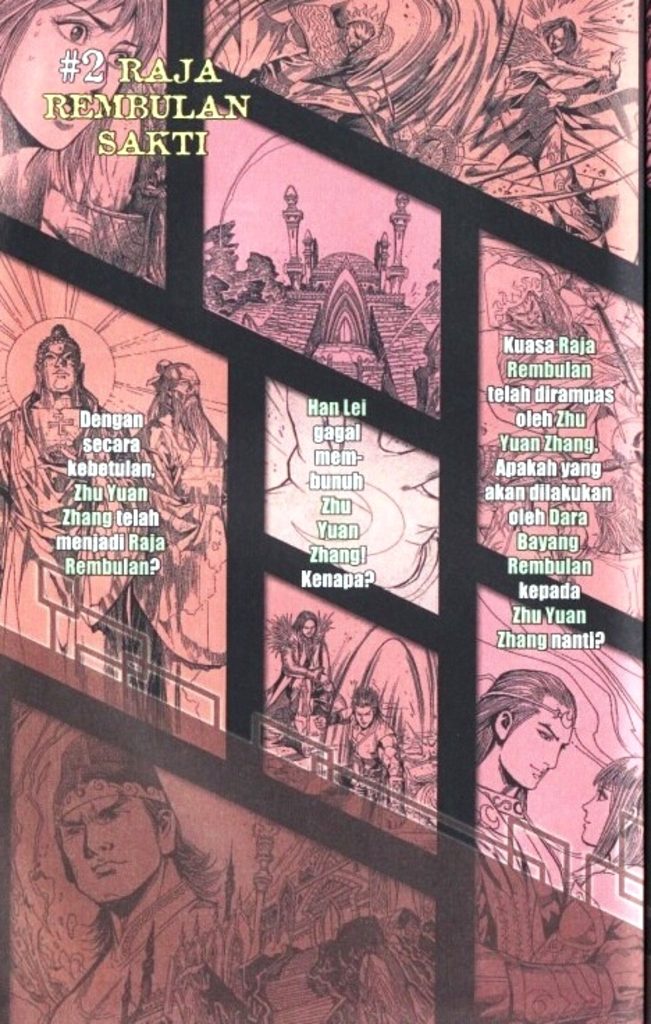 #2 RAJA
REMBULAN
SAKTI
Dengan
secara
kebetulan,
Zhu Yuan
Zhang telah
menjadi Raja
Rembulan?
Han Lei
gagal
mem-
bunuh
Zhu
Yuan
Zhang!
Kenapa?
Kuasa Raja
Rembulan
telah dirampas
oleh Zhu
Yuan Zhang.
Apakah yang
akan dilakukan
oleh Dara
Bayang
Rembulan
kepada
Zhu Yuan
Zhang nanti?